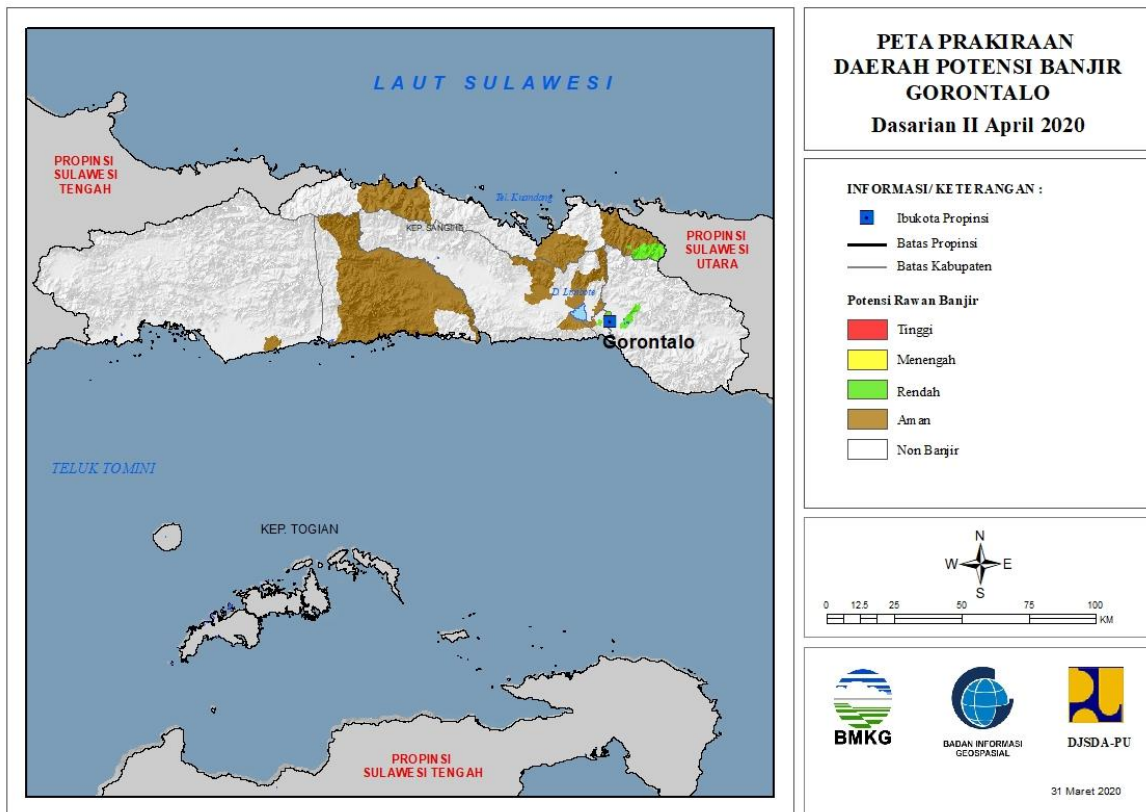 LAUT SULAWESI
PROPINSI
SULAWESI
TENGAH
Tel. Kuandang
KEP. SANGIHE
PROPINSI
SULAWESI
UTARA
D. Limboto
Gorontalo
TELUK TOMINI
KEP. TOGIAN
PROPINSI
SULAWESI TENGAH
PETA PRAKIRAAN
DAERAH POTENSI BANJIR
GORONTALO
Dasarian II April 2020
INFORMASI/ KETERANGAN :
Ibukota Propinsi
Batas Propinsi
Batas Kabupaten
Potensi Rawan Banjir
Tinggi
Menengah
Rendah
Aman
Non Banjir
N
W E
S
0 12.5 25 50 75 100
KM
BMKG
BADAN INFORMASI
GEOSPASIAL
DJSDA-PU
31 Maret 2020